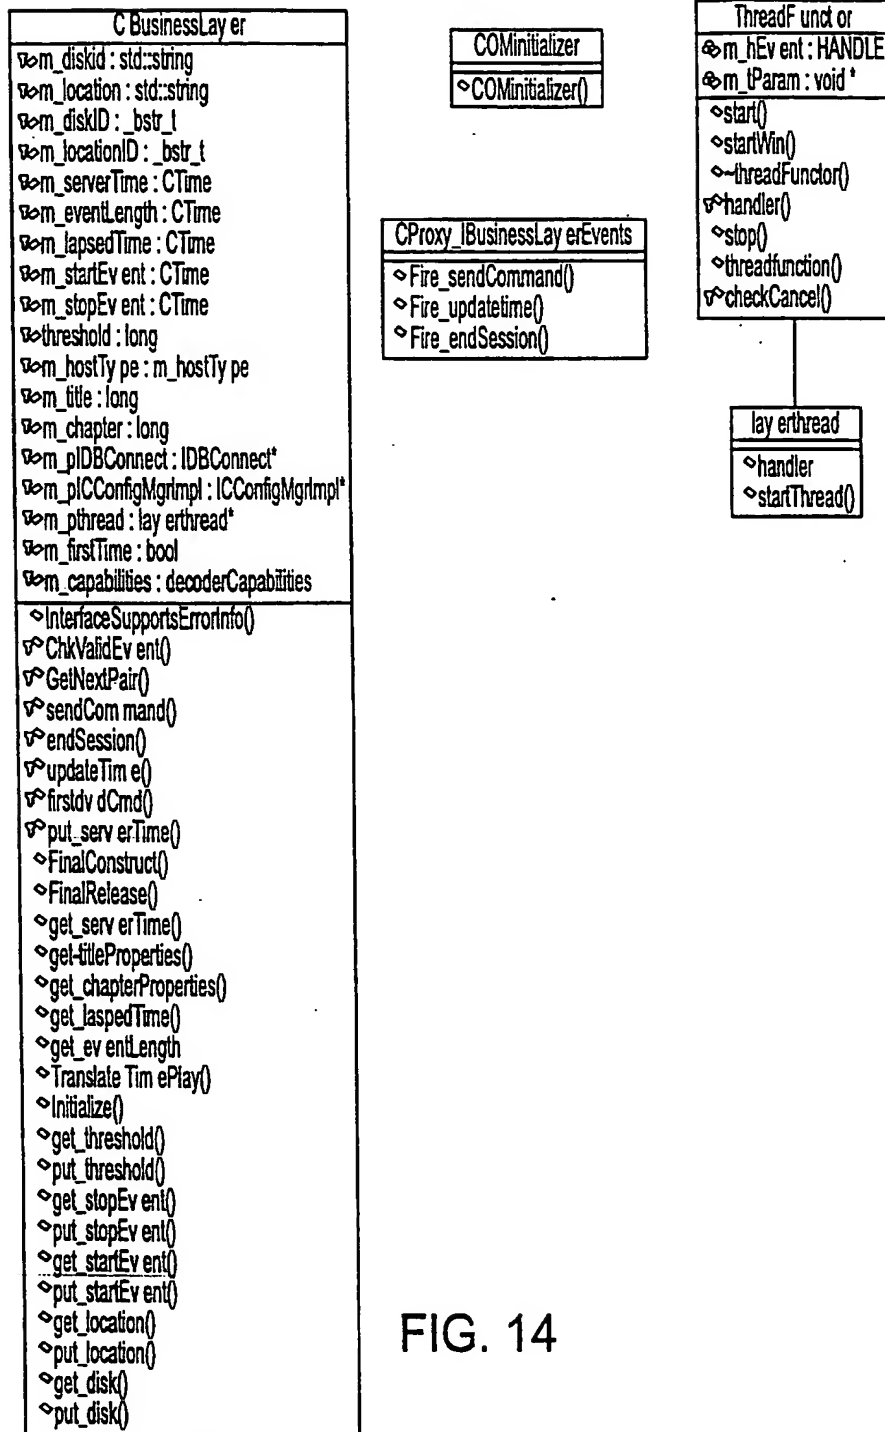 C BusinessLay er
m_diskid : std::string
m_location : std::string
m_diskID : _bstr_t
m_locationID : _bstr_t
m_serverTime : CTime
m_eventLength : CTime
m_lapsedTime : CTime
m_startEv ent : CTime
m_stopEv ent : CTime
threshold : long
m_hostTy pe : m_hostTy pe
m_title : long
m_chapter : long
m_pIDBConnect : IDBConnect*
m_pICConfigMgrImpl : ICConfigMgrImpl*
m_pthread : lay erthread*
m_firstTime : bool
m_capabilities : decoderCapabilities
InterfaceSupportsErrorInfo()
ChkValidEv ent()
GetNextPair()
sendCom mand()
endSession()
updateTim e()
firstdv dCmd()
put_serv erTime()
FinalConstruct()
FinalRelease()
get_serv erTime()
get-titleProperties()
get_chapterProperties()
get_laspedTime()
get_ev entLength
Translate Tim ePlay()
Initialize()
get_threshold()
put_threshold()
get_stopEv ent()
put_stopEv ent()
get_startEv ent()
put_startEv ent()
get_location()
put_location()
get_disk()
put_disk()
COMinitializer
COMinitializer()
CProxy_IBusinessLay erEvents
Fire_sendCommand()
Fire_updatetime()
Fire_endSession()
ThreadF unct or
m_hEv ent : HANDLE
m_tParam : void *
start()
startWin()
~threadFunctor()
handler()
stop()
threadfunction()
checkCancel()
lay erthread
handler
startThread()
FIG. 14